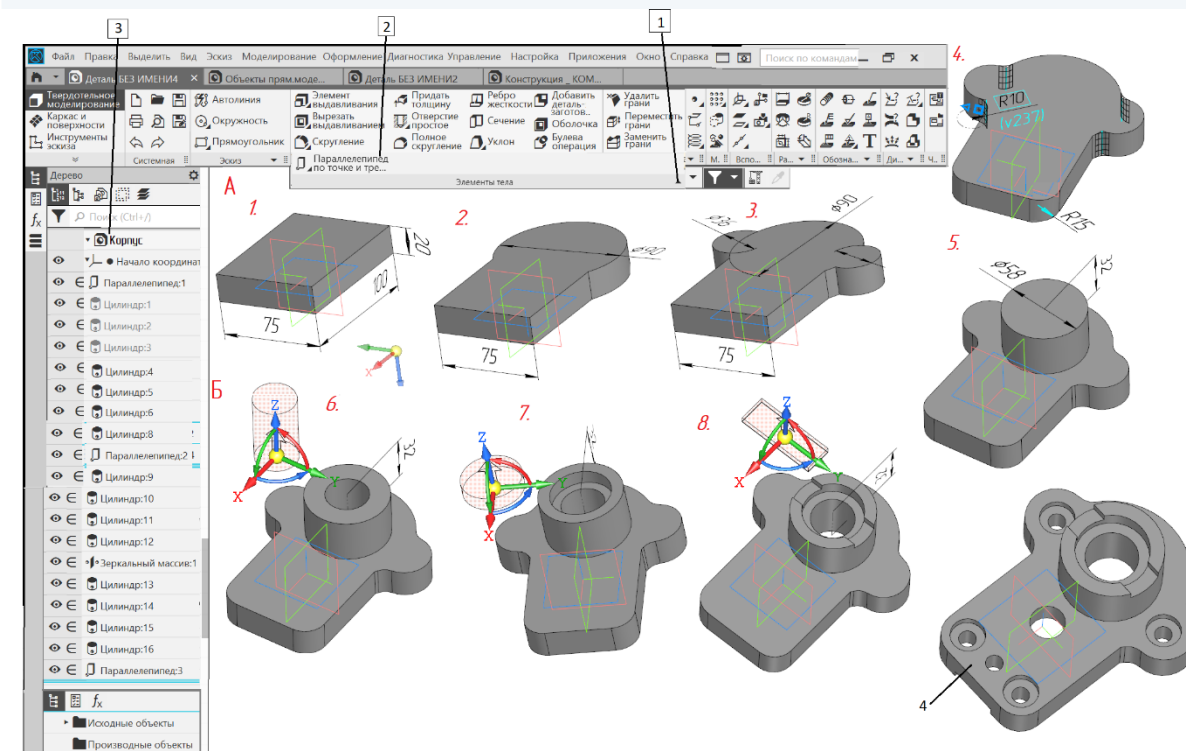 3
2
1
Файл Правка Выделить Вид Эскиз Моделирование Оформление Диагностика Управление Настройка Приложения Окно Справка
Поиск по командам
Деталь БЕЗ ИМЕНИ4
Объекты прям.моде...
Деталь БЕЗ ИМЕНИ2
Конструкция _ КОМ...
Твердотельное моделирование
Каркас и поверхности
Инструменты эскиза
Системная
Автолиния
Окружность
Прямоугольник
Эскиз
Элемент выдавливания
Вырезать выдавливанием
Скругление
Параллелепипед по точке и тре...
Придать толщину
Отверстие простое
Полное скругление
Ребро жесткости
Сечение
Уклон
Добавить деталь-заготов..
Оболочка
Булева операция
Удалить грани
Переместить грани
Заменить грани
Элементы тела
М.
Вспо...
Ра...
Обозна...
Ди...
Ч..
Дерево
Поиск (Ctrl+/)
Корпус
Начало координат
Параллелепипед:1
Цилиндр:1
Цилиндр:2
Цилиндр:3
Цилиндр:4
Цилиндр:5
Цилиндр:6
Цилиндр:8
Параллелепипед:2
Цилиндр:9
Цилиндр:10
Цилиндр:11
Цилиндр:12
Зеркальный массив:1
Цилиндр:13
Цилиндр:14
Цилиндр:15
Цилиндр:16
Параллелепипед:3
Исходные объекты
Производные объекты
А
1.
20
100
75
X
2.
ø90
75
3.
ø90
75
4.
R10
(v237)
R15
5.
ø58
32
Б
6.
Z
X
Y
32
7.
Z
X
Y
8.
Z
X
Y
4